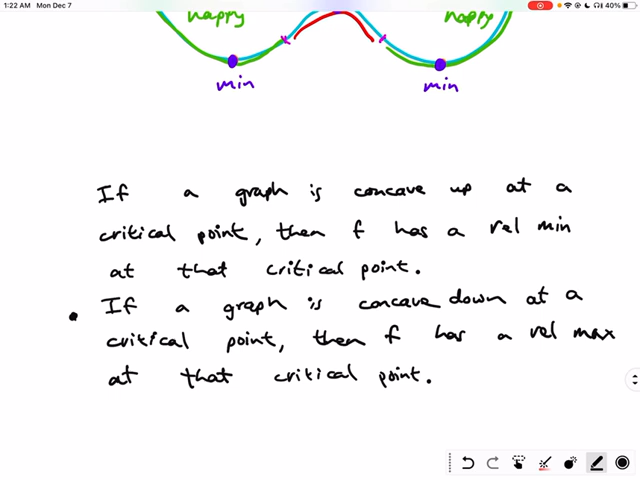 1:22 AM Mon Dec 7
40%
happy
happy
min
min
If a graph is concave up at a
critical point, then f has a rel min
at that critical point.
• If a graph is concave down at a
critical point, then f has a rel max
at that critical point.